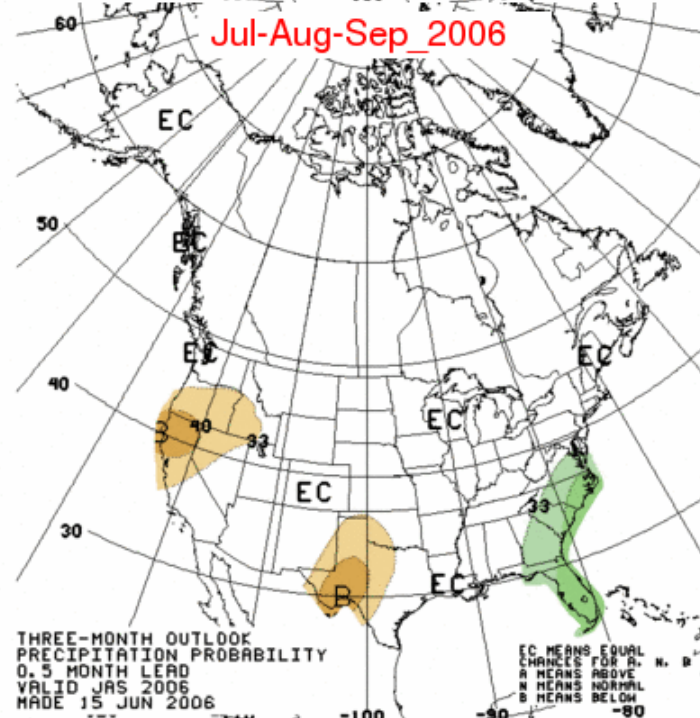 Jul-Aug-Sep_2006
60
EC
50
EC
EC
EC
40
B
40
33
EC
EC
33
30
B
EC
THREE-MONTH OUTLOOK
PRECIPITATION PROBABILITY
0.5 MONTH LEAD
VALID JAS 2006
MADE 15 JUN 2006
EC MEANS EQUAL
CHANCES FOR A, N, B
A MEANS ABOVE
N MEANS NORMAL
B MEANS BELOW
-100
-90
-80